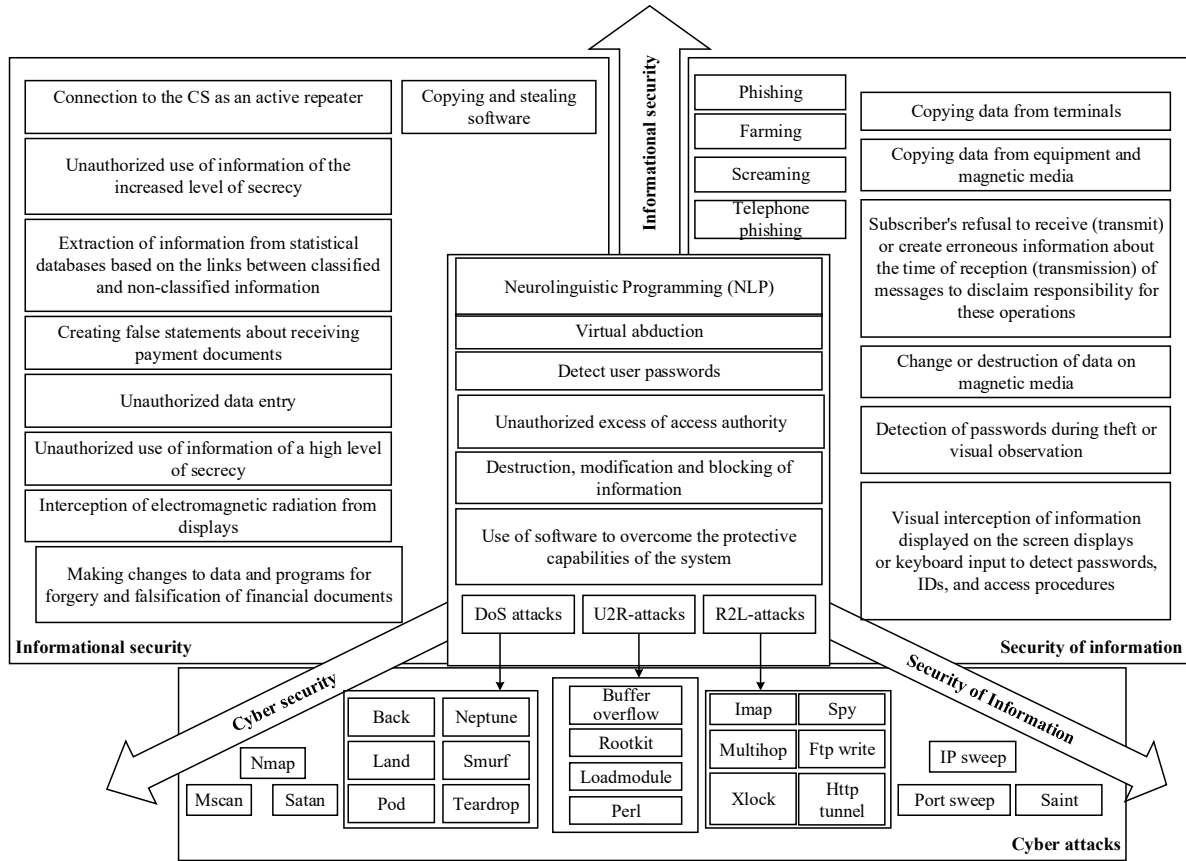 Informational security
Connection to the CS as an active repeater
Copying and stealing
software
Unauthorized use of information of the
increased level of secrecy
Extraction of information from statistical
databases based on the links between classified
and non-classified information
Creating false statements about receiving
payment documents
Unauthorized data entry
Unauthorized use of information of a high level
of secrecy
Interception of electromagnetic radiation from
displays
Making changes to data and programs for
forgery and falsification of financial documents
Informational security
Neurolinguistic Programming (NLP)
Virtual abduction
Detect user passwords
Unauthorized excess of access authority
Destruction, modification and blocking of
information
Use of software to overcome the protective
capabilities of the system
DoS attacks
U2R-attacks
R2L-attacks
Phishing
Farming
Screaming
Telephone
phishing
Copying data from terminals
Copying data from equipment and
magnetic media
Subscriber's refusal to receive (transmit)
or create erroneous information about
the time of reception (transmission) of
messages to disclaim responsibility for
these operations
Change or destruction of data on
magnetic media
Detection of passwords during theft or
visual observation
Visual interception of information
displayed on the screen displays
or keyboard input to detect passwords,
IDs, and access procedures
Security of information
Cyber security
Security of Information
Nmap
Mscan
Satan
Back
Neptune
Land
Smurf
Pod
Teardrop
Buffer
overflow
Rootkit
Loadmodule
Perl
Imap
Spy
Multihop
Ftp write
Xlock
Http
tunnel
IP sweep
Port sweep
Saint
Cyber attacks